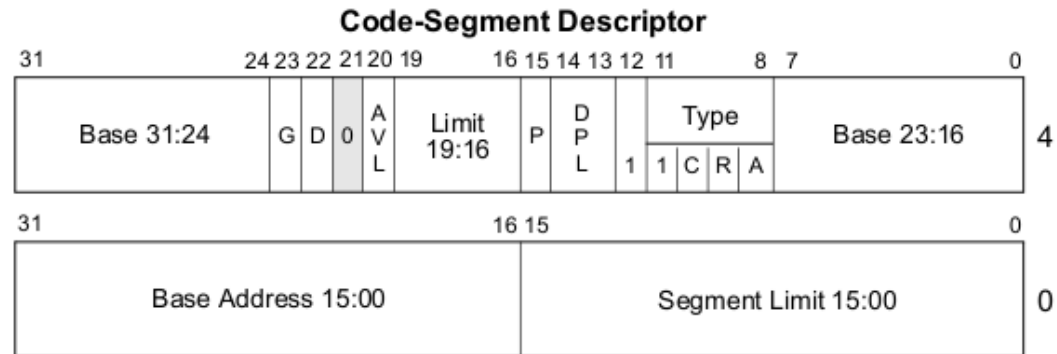 Code-Segment Descriptor
31 24 23 22 21 20 19 16 15 14 13 12 11 8 7 0
Base 31:24 G D 0 AVL Limit 19:16 P DPL 1 Type 1 C R A Base 23:16 4
31 16 15 0
Base Address 15:00 Segment Limit 15:00 0